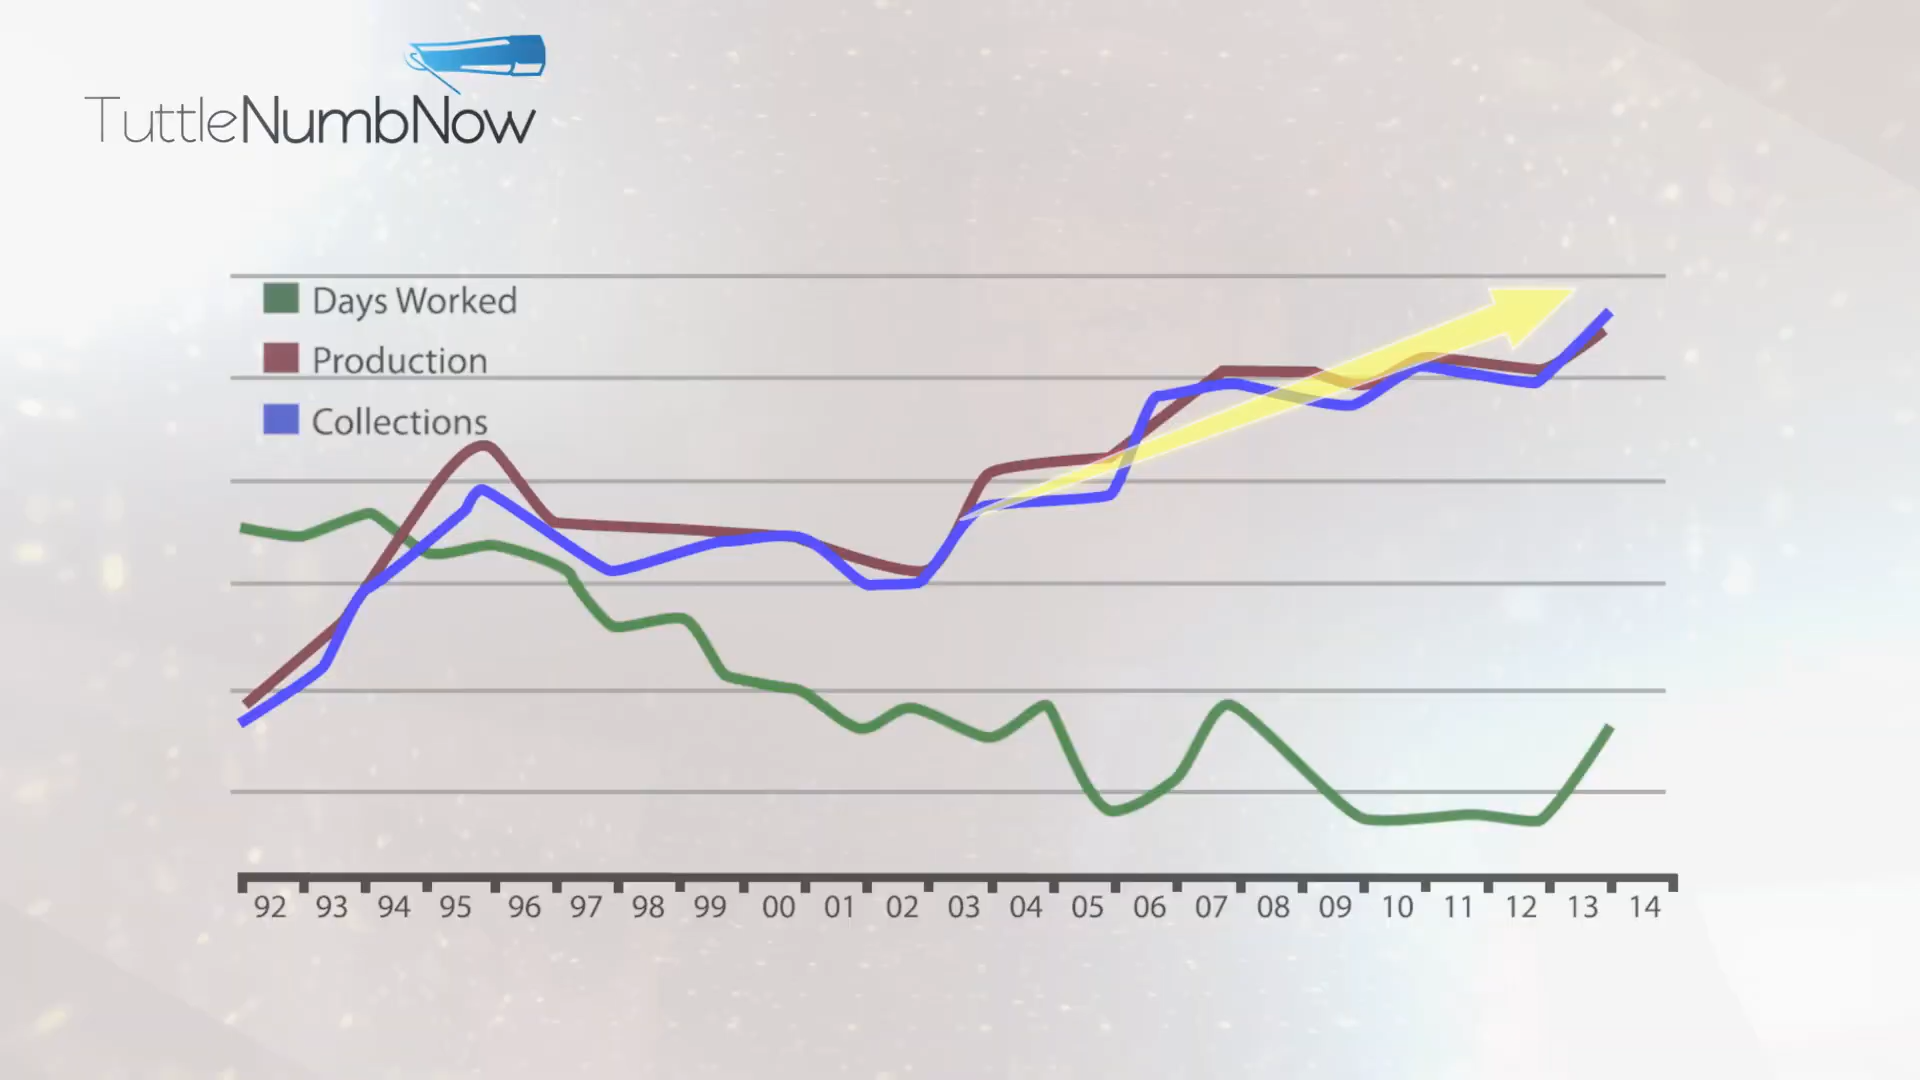 TuttleNumbNow
Days Worked
Production
Collections
92 93 94 95 96 97 98 99 00 01 02 03 04 05 06 07 08 09 10 11 12 13 14